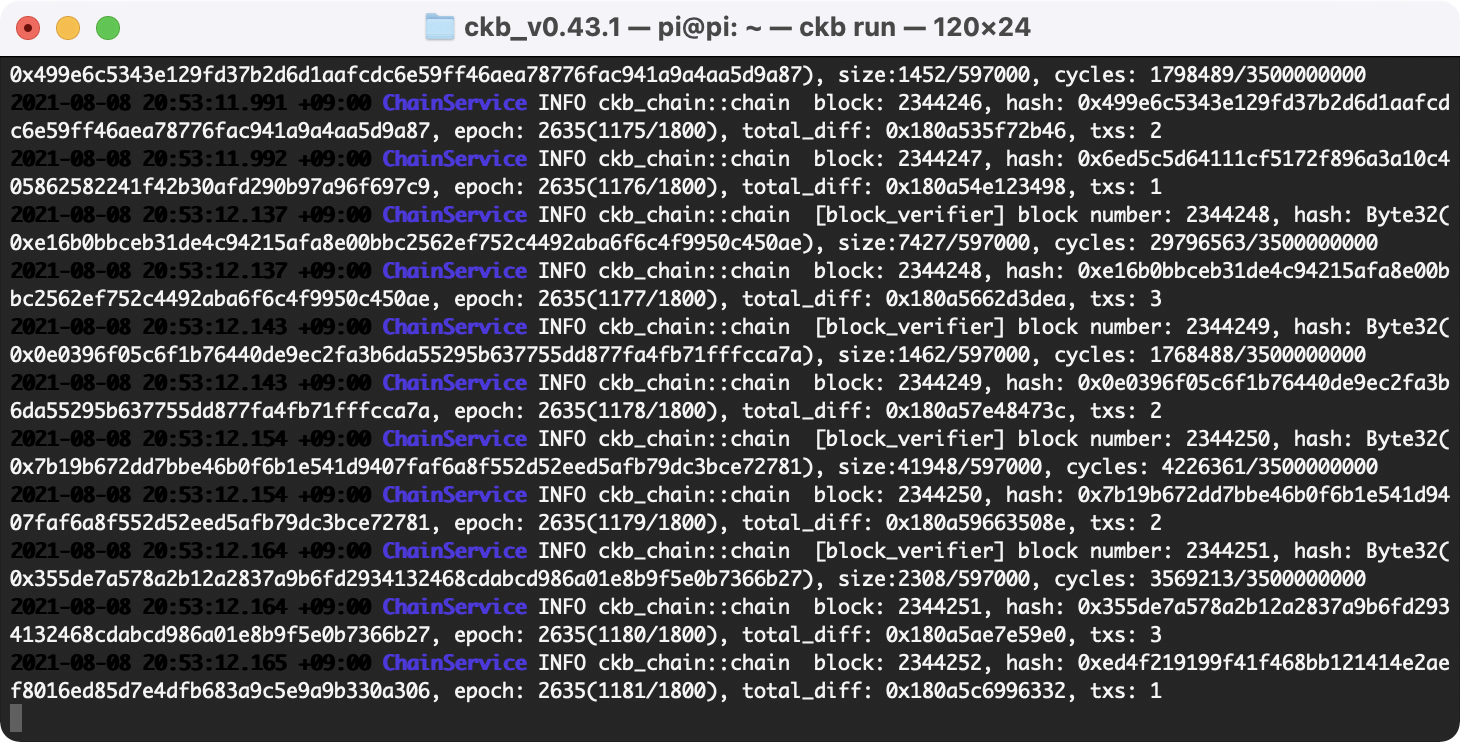 ckb_v0.43.1 — pi@pi: ~ — ckb run — 120×24
0x499e6c5343e129fd37b2d6d1aafcdc6e59ff46aea78776fac941a9a4aa5d9a87), size:1452/597000, cycles: 1798489/3500000000
2021-08-08 20:53:11.991 +09:00 ChainService INFO ckb_chain::chain  block: 2344246, hash: 0x499e6c5343e129fd37b2d6d1aafcd
c6e59ff46aea78776fac941a9a4aa5d9a87, epoch: 2635(1175/1800), total_diff: 0x180a535f72b46, txs: 2
2021-08-08 20:53:11.992 +09:00 ChainService INFO ckb_chain::chain  block: 2344247, hash: 0x6ed5c5d64111cf5172f896a3a10c4
05862582241f42b30afd290b97a96f697c9, epoch: 2635(1176/1800), total_diff: 0x180a54e123498, txs: 1
2021-08-08 20:53:12.137 +09:00 ChainService INFO ckb_chain::chain  [block_verifier] block number: 2344248, hash: Byte32(
0xe16b0bbceb31de4c94215afa8e00bbc2562ef752c4492aba6f6c4f9950c450ae), size:7427/597000, cycles: 29796563/3500000000
2021-08-08 20:53:12.137 +09:00 ChainService INFO ckb_chain::chain  block: 2344248, hash: 0xe16b0bbceb31de4c94215afa8e00b
bc2562ef752c4492aba6f6c4f9950c450ae, epoch: 2635(1177/1800), total_diff: 0x180a5662d3dea, txs: 3
2021-08-08 20:53:12.143 +09:00 ChainService INFO ckb_chain::chain  [block_verifier] block number: 2344249, hash: Byte32(
0x0e0396f05c6f1b76440de9ec2fa3b6da55295b637755dd877fa4fb71fffcca7a), size:1462/597000, cycles: 1768488/3500000000
2021-08-08 20:53:12.143 +09:00 ChainService INFO ckb_chain::chain  block: 2344249, hash: 0x0e0396f05c6f1b76440de9ec2fa3b
6da55295b637755dd877fa4fb71fffcca7a, epoch: 2635(1178/1800), total_diff: 0x180a57e48473c, txs: 2
2021-08-08 20:53:12.154 +09:00 ChainService INFO ckb_chain::chain  [block_verifier] block number: 2344250, hash: Byte32(
0x7b19b672dd7bbe46b0f6b1e541d9407faf6a8f552d52eed5afb79dc3bce72781), size:41948/597000, cycles: 4226361/3500000000
2021-08-08 20:53:12.154 +09:00 ChainService INFO ckb_chain::chain  block: 2344250, hash: 0x7b19b672dd7bbe46b0f6b1e541d94
07faf6a8f552d52eed5afb79dc3bce72781, epoch: 2635(1179/1800), total_diff: 0x180a59663508e, txs: 2
2021-08-08 20:53:12.164 +09:00 ChainService INFO ckb_chain::chain  [block_verifier] block number: 2344251, hash: Byte32(
0x355de7a578a2b12a2837a9b6fd2934132468cdabcd986a01e8b9f5e0b7366b27), size:2308/597000, cycles: 3569213/3500000000
2021-08-08 20:53:12.164 +09:00 ChainService INFO ckb_chain::chain  block: 2344251, hash: 0x355de7a578a2b12a2837a9b6fd293
4132468cdabcd986a01e8b9f5e0b7366b27, epoch: 2635(1180/1800), total_diff: 0x180a5ae7e59e0, txs: 3
2021-08-08 20:53:12.165 +09:00 ChainService INFO ckb_chain::chain  block: 2344252, hash: 0xed4f219199f41f468bb121414e2ae
f8016ed85d7e4dfb683a9c5e9a9b330a306, epoch: 2635(1181/1800), total_diff: 0x180a5c6996332, txs: 1